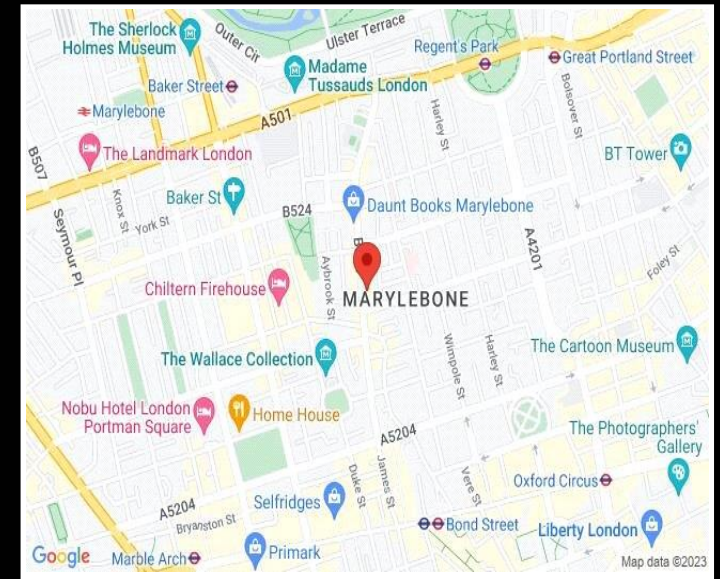 The Sherlock
Holmes Museum
Outer Cir
Ulster Terrace
Regent's Park
Great Portland Street
Madame
Tussauds London
Baker Street
Marylebone
A501
Harley St
Bolsover St
B507
The Landmark London
BT Tower
Baker St
Knox St
York St
B524
Daunt Books Marylebone
Seymour Pl
A4201
Foley St
Aybrook St
Chiltern Firehouse
MARYLEBONE
Wimpole St
Harley St
The Cartoon Museum
The Wallace Collection
Nobu Hotel London
Portman Square
Home House
A5204
The Photographers'
Gallery
Duke St
James St
Vere St
Oxford Circus
A5204
Bryanston St
Selfridges
Bond Street
Liberty London
Google
Marble Arch
Primark
Map data ©2023